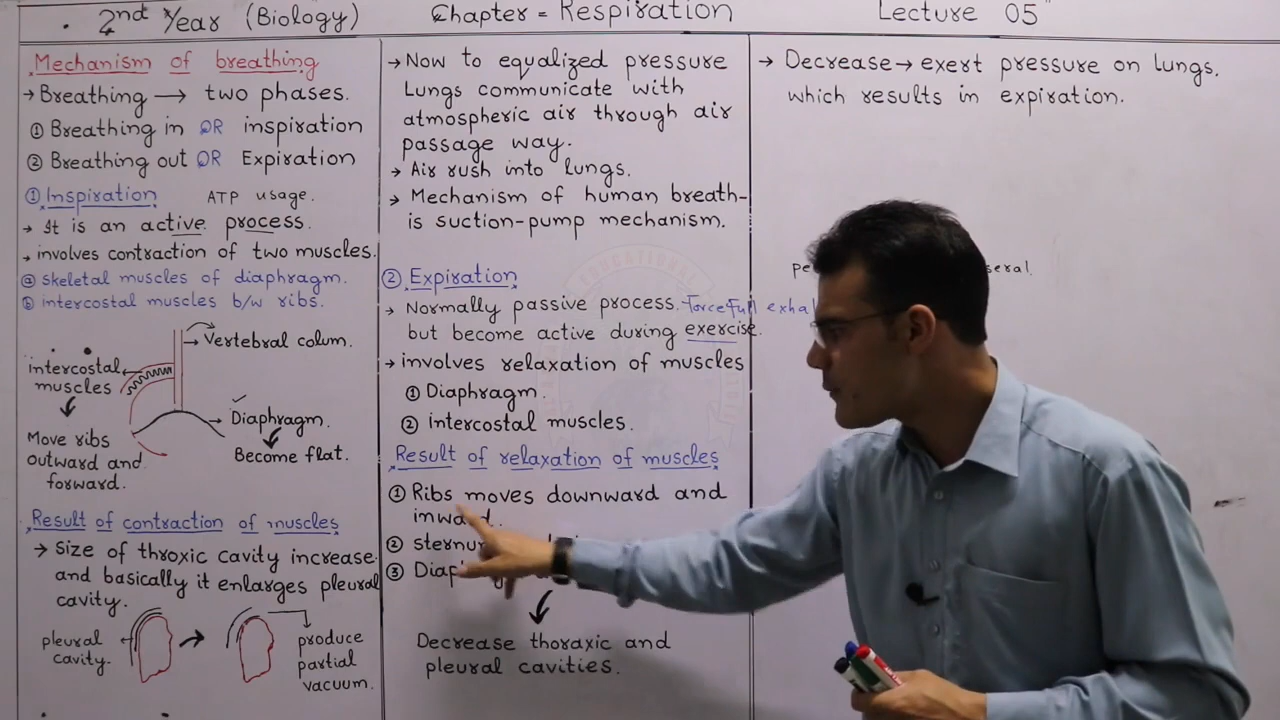 2nd Year (Biology)
Chapter = Respiration
Lecture 05
Mechanism of breathing
→ Breathing → two phases.
① Breathing in OR inspiration
② Breathing out OR Expiration
① Inspiration ATP usage.
→ It is an active process.
→ involves contraction of two muscles.
ⓐ skeletal muscles of diaphragm.
ⓑ intercostal muscles b/w ribs.
→ Vertebral colum.
intercostal
muscles
Move ribs
outward and
forward.
→ Diaphragm.
Become flat.
Result of contraction of muscles
→ Size of throxic cavity increase
and basically it enlarges pleural
cavity.
pleural
cavity.
produce
partial
vacuum.
→ Now to equalized pressure
Lungs communicate with
atmospheric air through air
passage way.
→ Air rush into lungs.
→ Mechanism of human breath-
is suction-pump mechanism.
② Expiration
→ Normally passive process. Forcefull exha
but become active during exercise.
→ involves relaxation of muscles
① Diaphragm.
② intercostal muscles.
Result of relaxation of muscles
① Ribs moves downward and
inward.
②
③
Decrease thoraxic and
pleural cavities.
→ Decrease → exert pressure on lungs.
which results in expiration.